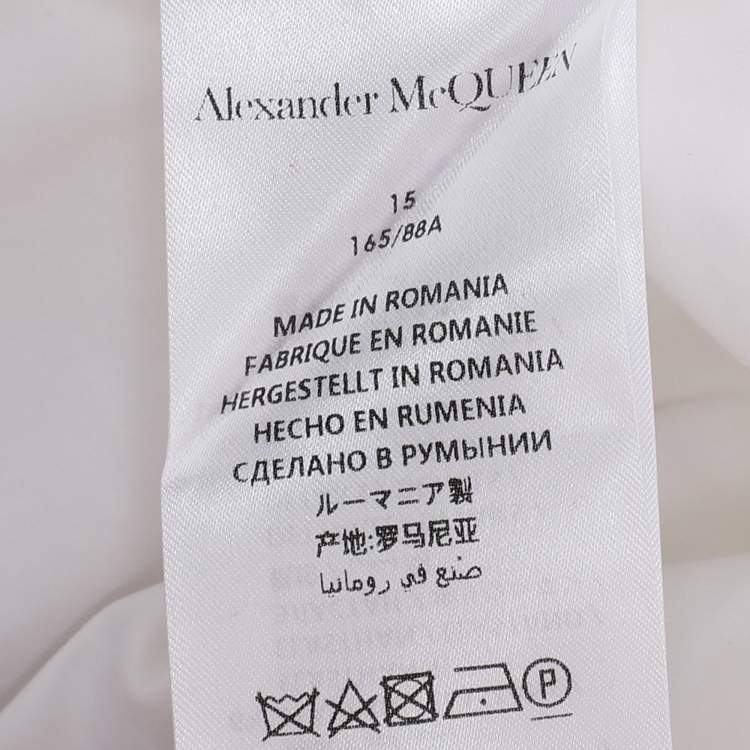 Alexander McQUEEN
15
165/88A
MADE IN ROMANIA
FABRIQUE EN ROMANIE
HERGESTELLT IN ROMANIA
HECHO EN RUMENIA
СДЕЛАНО В РУМЫНИИ
ルーマニア製
产地:罗马尼亚
صنع في رومانيا
P